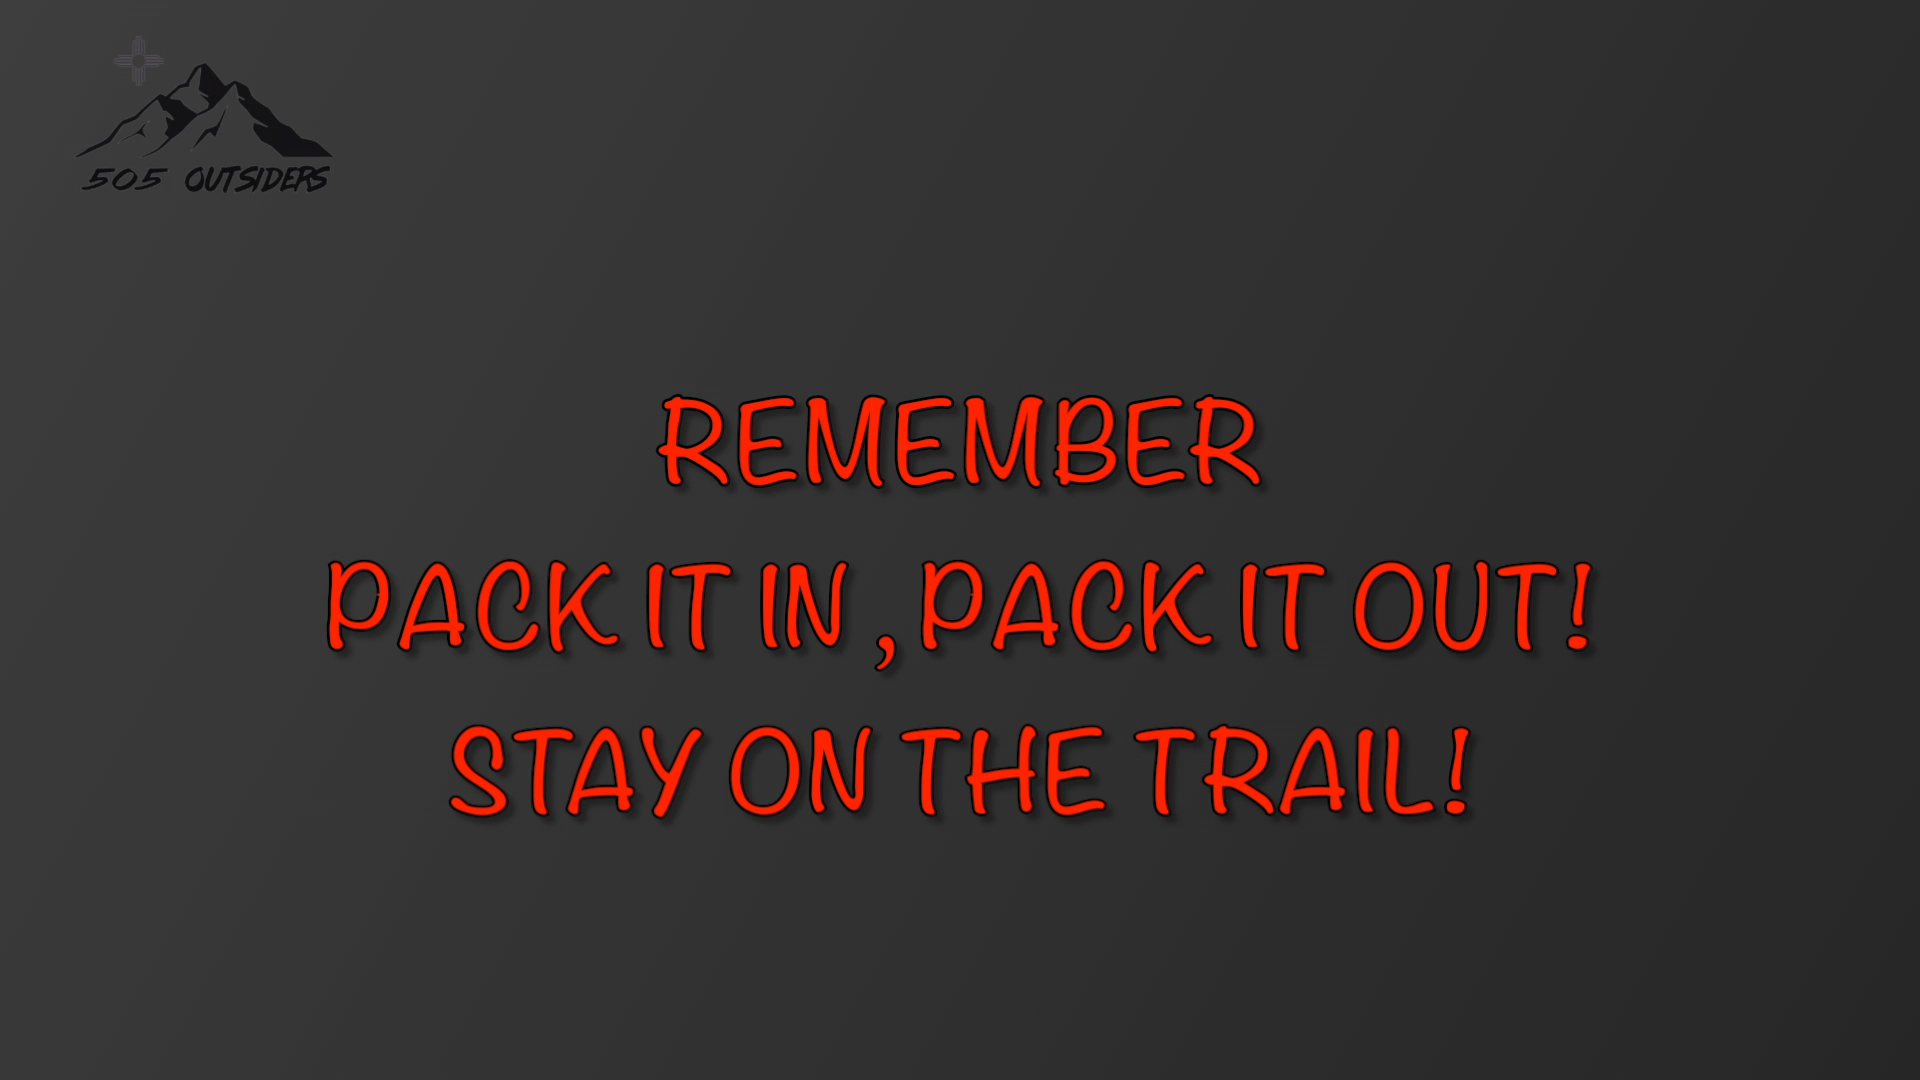 505 OUTSIDERS
REMEMBER
PACK IT IN , PACK IT OUT!
STAY ON THE TRAIL!